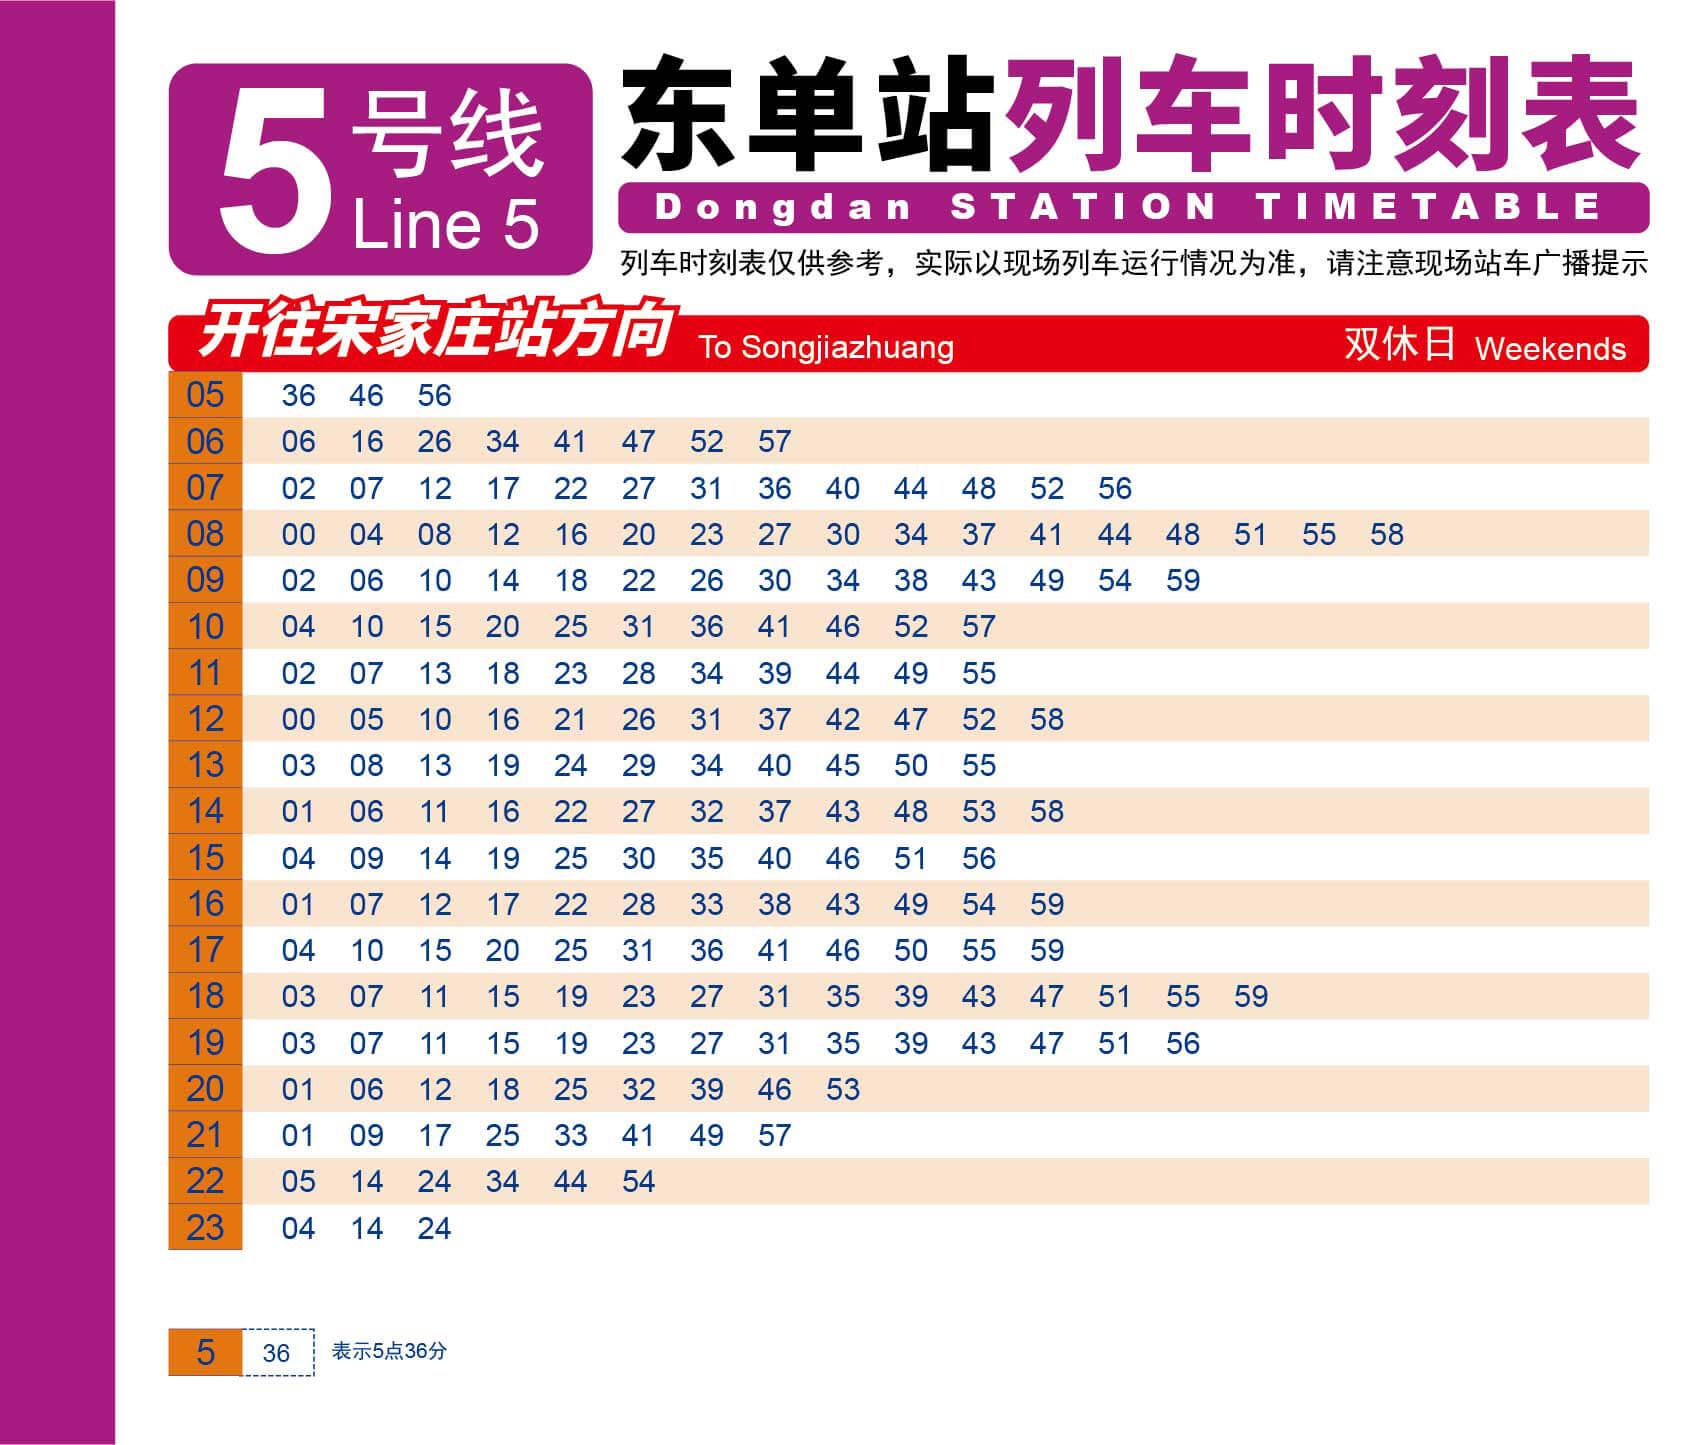 5号线
Line 5
东单站列车时刻表
Dongdan STATION TIMETABLE
列车时刻表仅供参考，实际以现场列车运行情况为准，请注意现场站车广播提示
开往宋家庄站方向 To Songjiazhuang 双休日 Weekends
05 36 46 56
06 06 16 26 34 41 47 52 57
07 02 07 12 17 22 27 31 36 40 44 48 52 56
08 00 04 08 12 16 20 23 27 30 34 37 41 44 48 51 55 58
09 02 06 10 14 18 22 26 30 34 38 43 49 54 59
10 04 10 15 20 25 31 36 41 46 52 57
11 02 07 13 18 23 28 34 39 44 49 55
12 00 05 10 16 21 26 31 37 42 47 52 58
13 03 08 13 19 24 29 34 40 45 50 55
14 01 06 11 16 22 27 32 37 43 48 53 58
15 04 09 14 19 25 30 35 40 46 51 56
16 01 07 12 17 22 28 33 38 43 49 54 59
17 04 10 15 20 25 31 36 41 46 50 55 59
18 03 07 11 15 19 23 27 31 35 39 43 47 51 55 59
19 03 07 11 15 19 23 27 31 35 39 43 47 51 56
20 01 06 12 18 25 32 39 46 53
21 01 09 17 25 33 41 49 57
22 05 14 24 34 44 54
23 04 14 24
5 36 表示5点36分